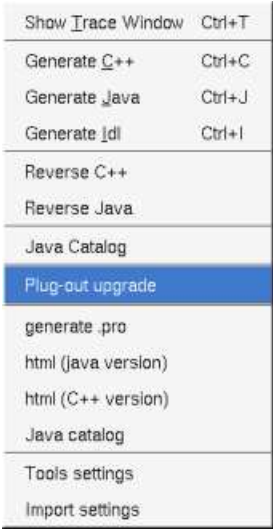 Show Trace Window Ctrl+T
Generate C++ Ctrl+C
Generate Java Ctrl+J
Generate Idl Ctrl+I
Reverse C++
Reverse Java
Java Catalog
Plug-out upgrade
generate .pro
html (java version)
html (C++ version)
Java catalog
Tools settings
Import settings